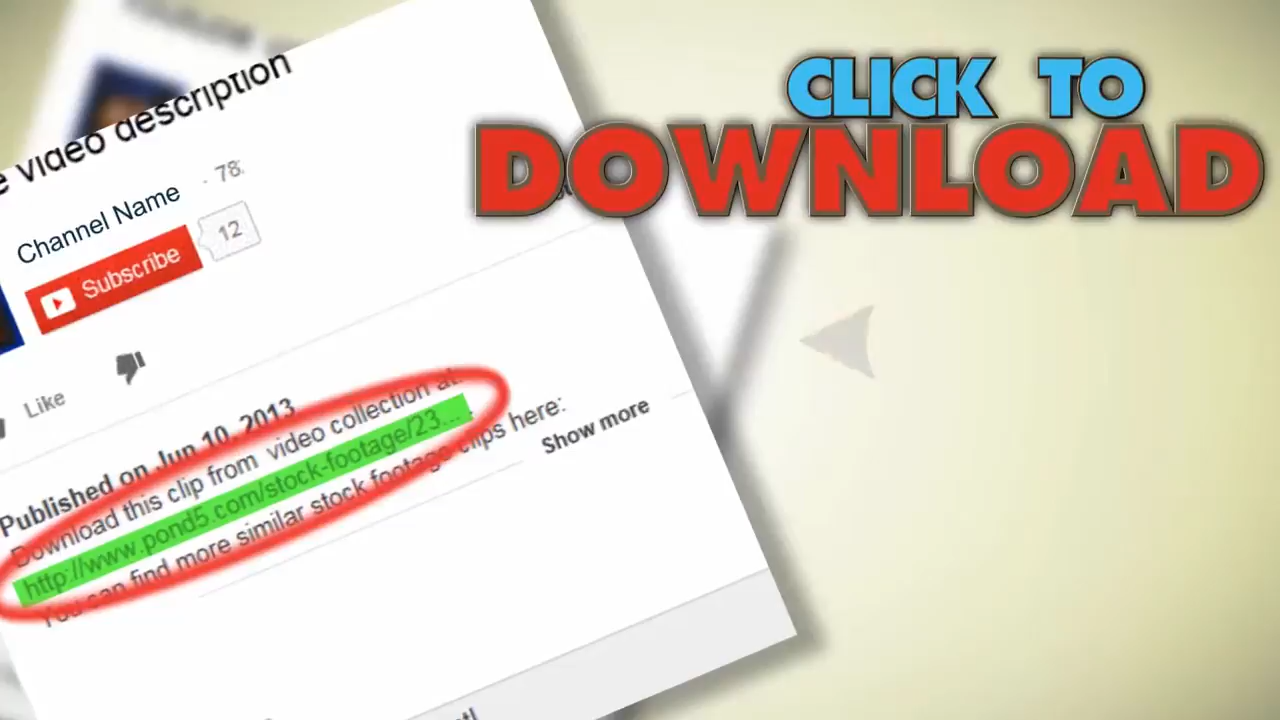 CLICK TO
DOWNLOAD
video description
Channel Name
78
Subscribe
12
Like
Published on Jun 10, 2013
Download this clip from video collection at:
http://www.pond5.com/stock-footage/23...
You can find more similar stock footage clips here:
Show more